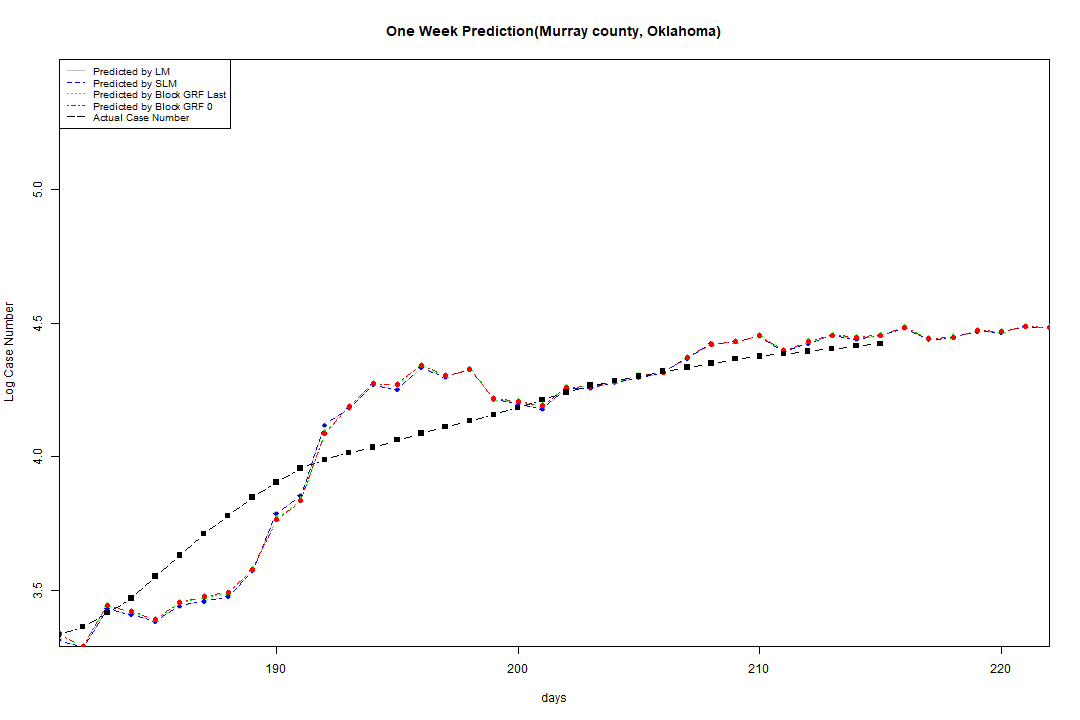 One Week Prediction(Murray county, Oklahoma)
Predicted by LM
Predicted by SLM
Predicted by Block GRF Last
Predicted by Block GRF 0
Actual Case Number
5.0
4.5
4.0
3.5
Log Case Number
190 200 210 220
days